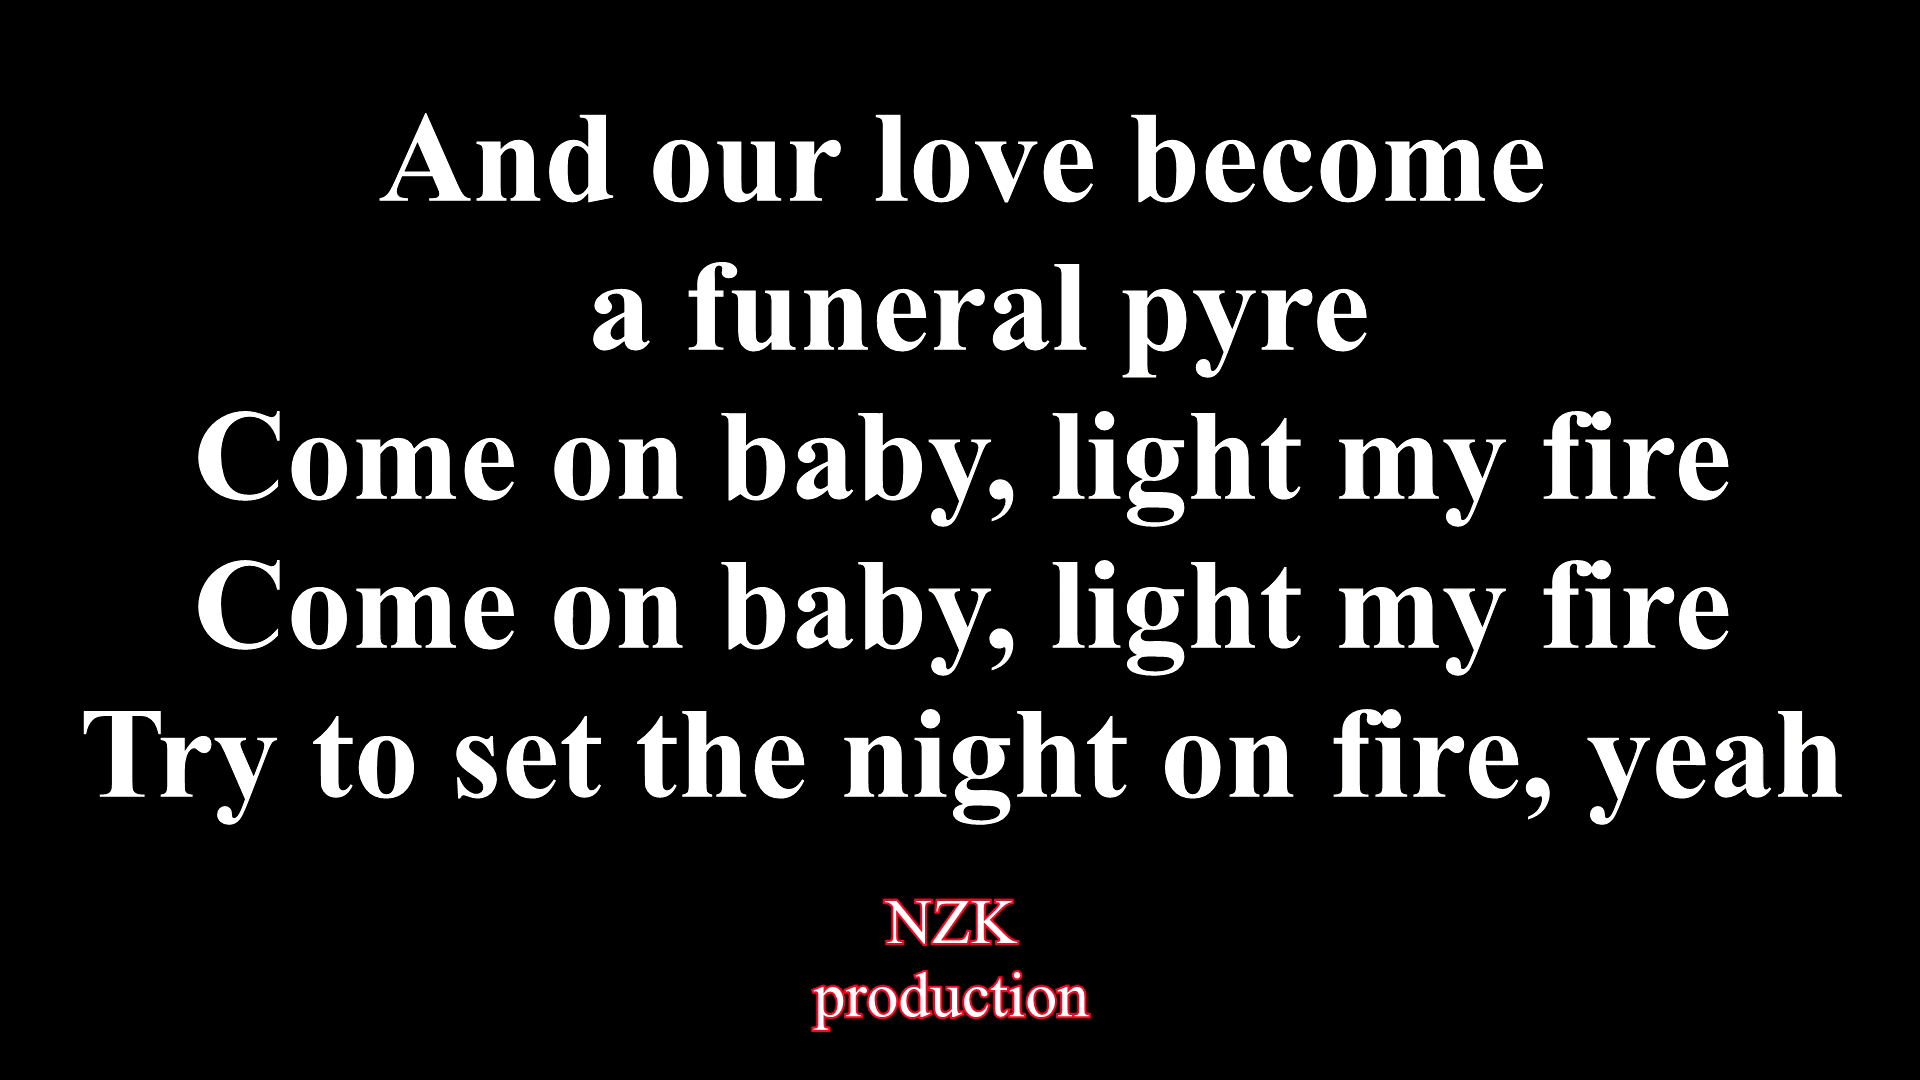 And our love become
a funeral pyre
Come on baby, light my fire
Come on baby, light my fire
Try to set the night on fire, yeah
NZK
production